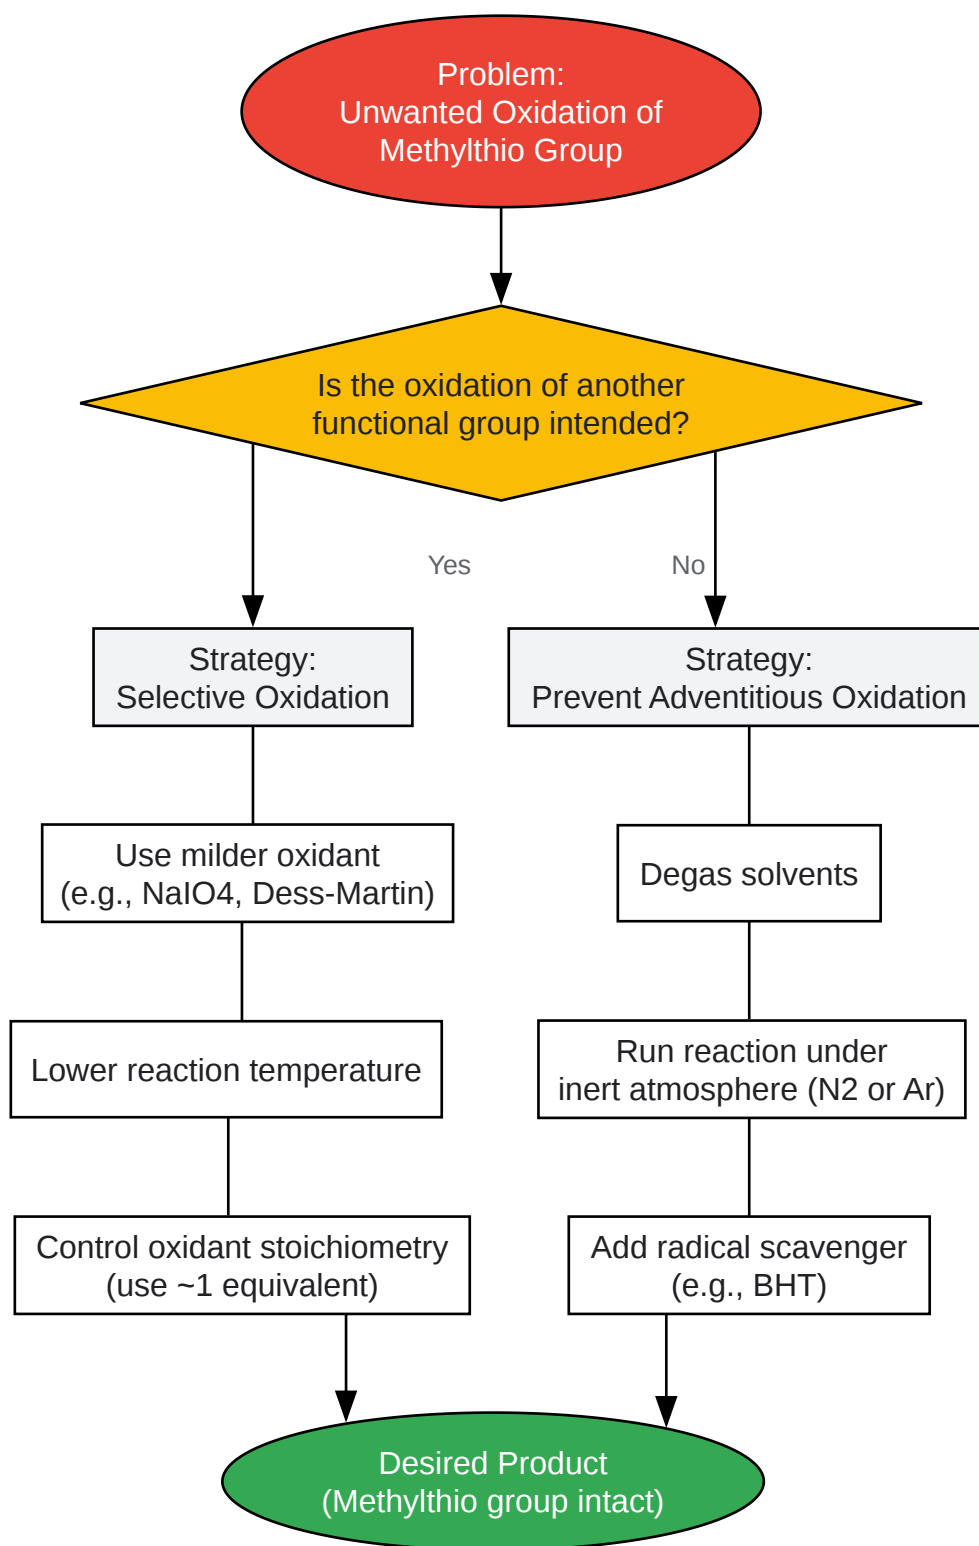 Problem:
Unwanted Oxidation of
Methylthio Group
Is the oxidation of another
functional group intended?
Yes
No
Strategy:
Selective Oxidation
Strategy:
Prevent Adventitious Oxidation
Use milder oxidant
(e.g., NaIO4, Dess-Martin)
Degas solvents
Lower reaction temperature
Run reaction under
inert atmosphere (N2 or Ar)
Control oxidant stoichiometry
(use ~1 equivalent)
Add radical scavenger
(e.g., BHT)
Desired Product
(Methylthio group intact)